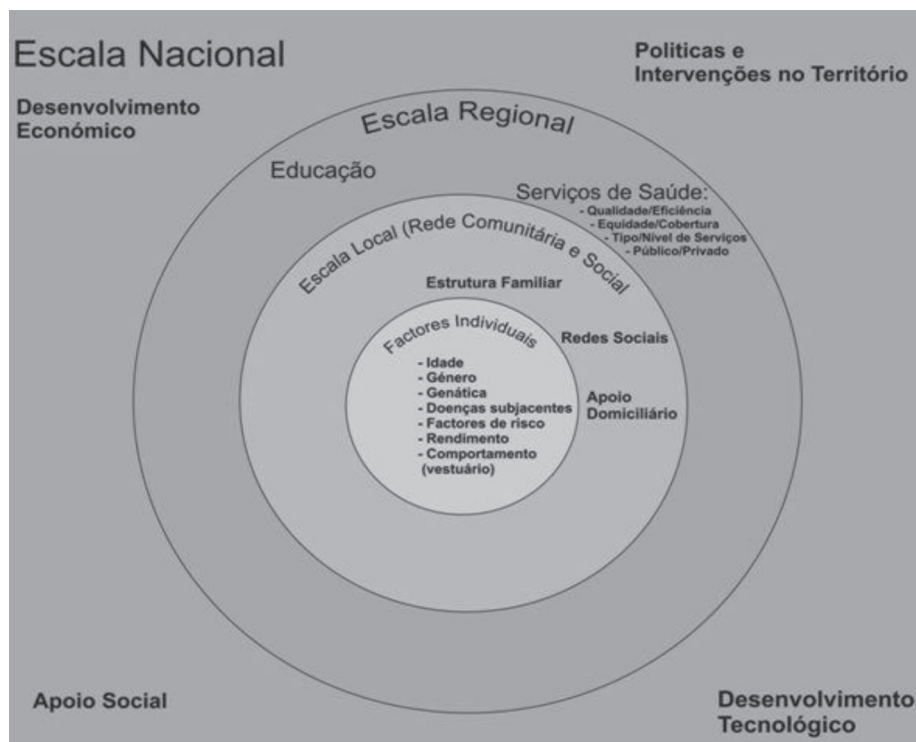 Escala Nacional
Politicas e
Intervenções no Território
Desenvolvimento
Económico
Escala Regional
Educação
Serviços de Saúde:
- Qualidade/Eficiência
- Equidade/Cobertura
- Tipo/Nível de Serviços
- Público/Privado
Escala Local (Rede Comunitária e Social)
Estrutura Familiar
Redes Sociais
Apoio
Domiciliário
Factores Individuais
- Idade
- Género
- Genática
- Doenças subjacentes
- Factores de risco
- Rendimento
- Comportamento
(vestuário)
Apoio Social
Desenvolvimento
Tecnológico